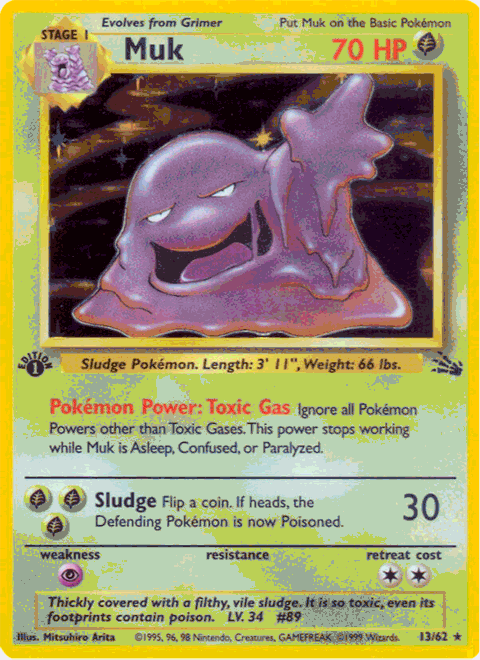 Evolves from Grimer
Put Muk on the Basic Pokémon
STAGE 1
Muk
70 HP
EDITION
1
Sludge Pokémon. Length: 3' 11", Weight: 66 lbs.
Pokémon Power: Toxic Gas Ignore all Pokémon
Powers other than Toxic Gases. This power stops working
while Muk is Asleep, Confused, or Paralyzed.
Sludge Flip a coin. If heads, the
Defending Pokémon is now Poisoned.
30
weakness
resistance
retreat cost
Thickly covered with a filthy, vile sludge. It is so toxic, even its
footprints contain poison. LV. 34 #89
Illus. Mitsuhiro Arita
©1995, 96, 98 Nintendo, Creatures, GAMEFREAK. ©1999 Wizards.
13/62 ★